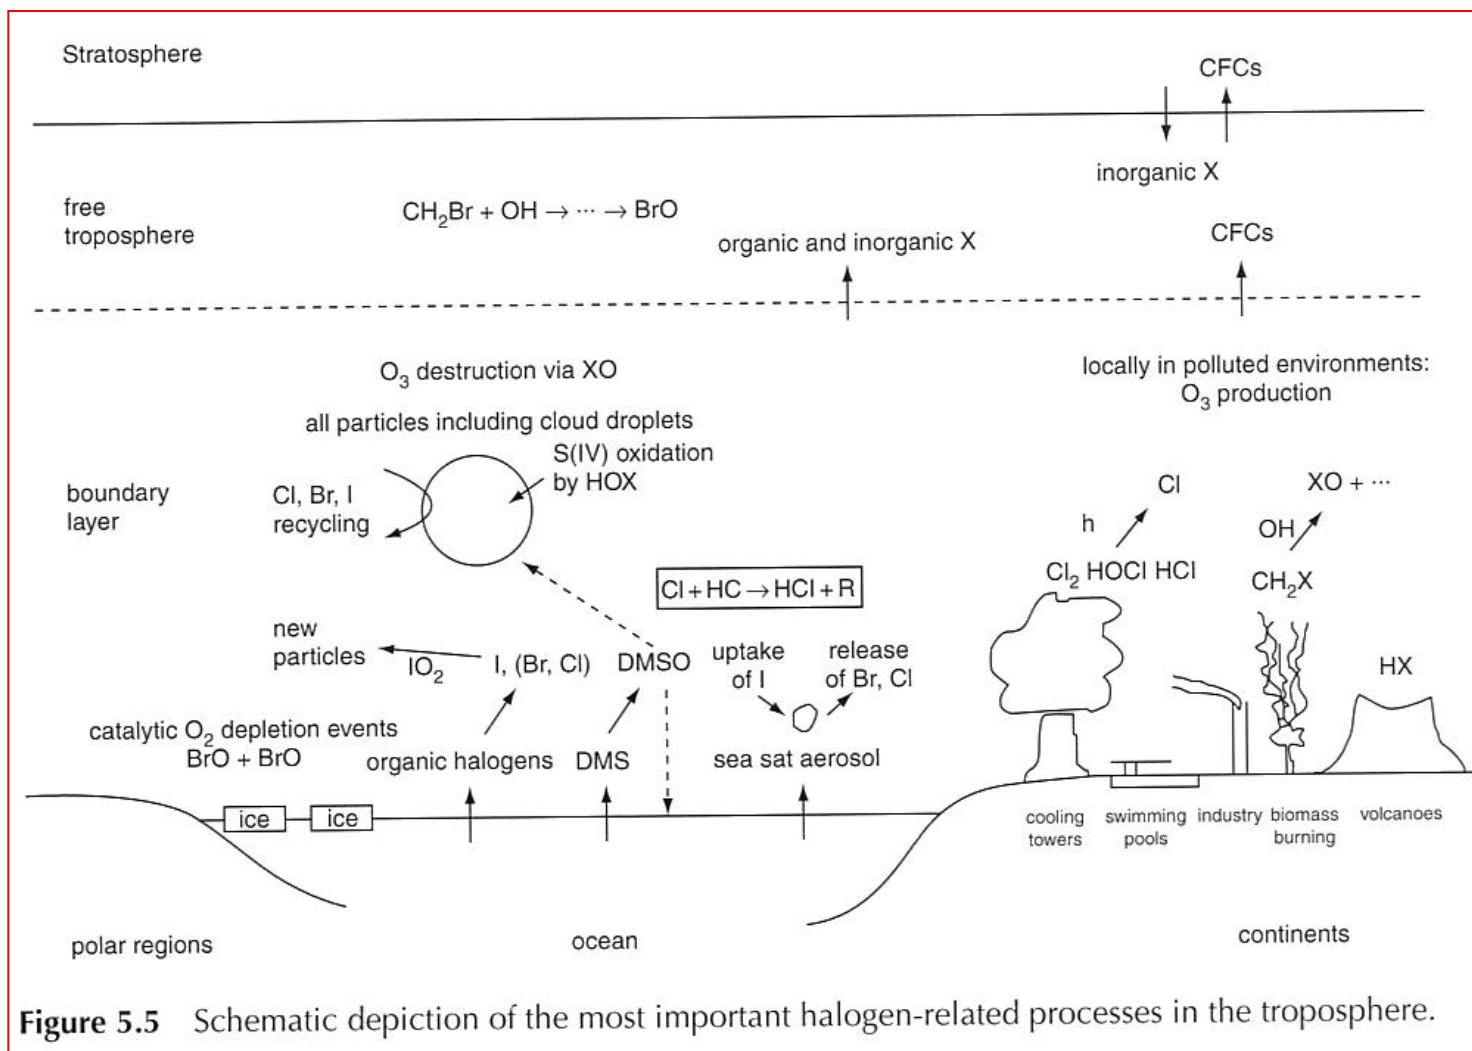 Stratosphere
CFCs
inorganic X
free
troposphere
CH₂Br + OH → ··· → BrO
organic and inorganic X
CFCs
O₃ destruction via XO
locally in polluted environments:
O₃ production
all particles including cloud droplets
S(IV) oxidation
by HOX
boundary
layer
Cl, Br, I
recycling
Cl
XO + ···
h
OH
Cl₂ HOCl HCl
CH₂X
Cl + HC → HCl + R
new
particles
IO₂
I, (Br, Cl)
DMSO
uptake
of I
release
of Br, Cl
HX
catalytic O₂ depletion events
BrO + BrO
organic halogens
DMS
sea sat aerosol
ice
ice
cooling
towers
swimming
pools
industry
biomass
burning
volcanoes
polar regions
ocean
continents
Figure 5.5 Schematic depiction of the most important halogen-related processes in the troposphere.